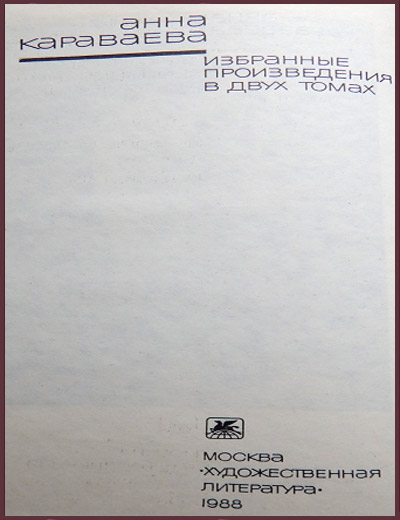 анна
караваева
избранные
произведения
в двух томах
москва
·художественная
литература·
1988